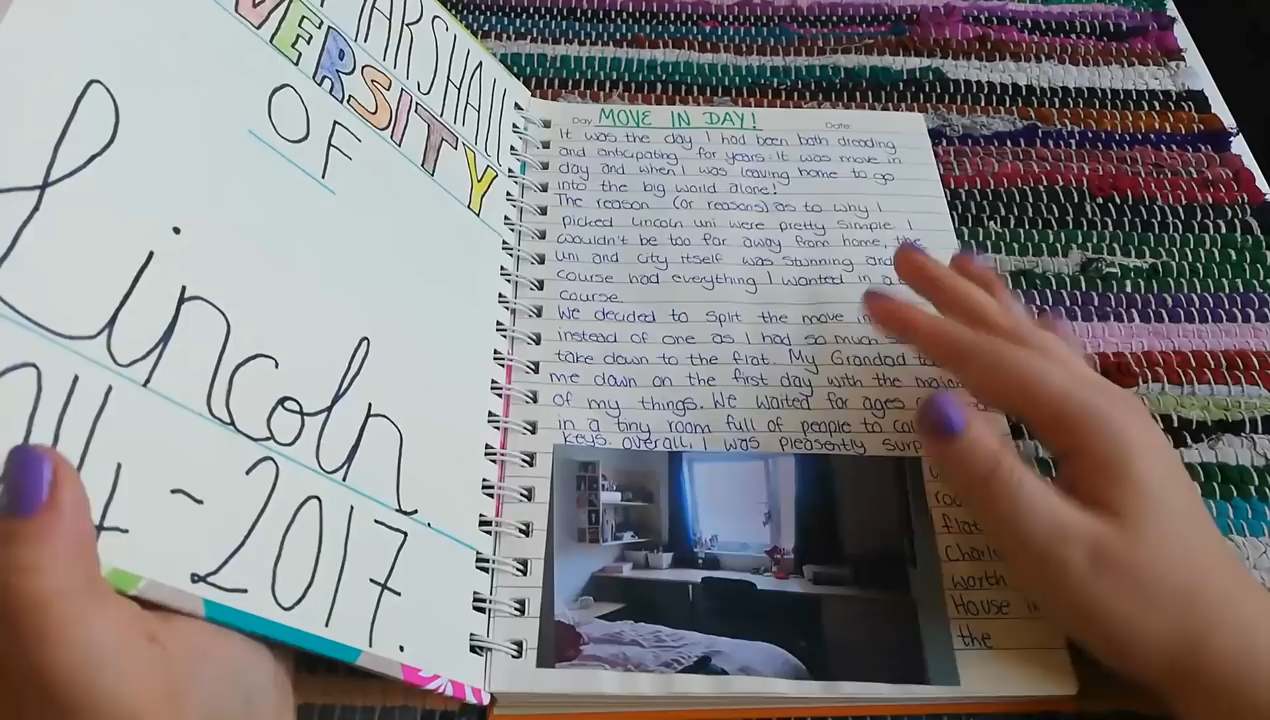 MARSHALL
VERSITY
OF
Lincoln.
14 ~ 2017.
Day MOVE IN DAY! Date:
It was the day I had been both dreading
and anticipating for years. It was move in
day and when I was leaving home to go
into the big world alone!
The reason (or reasons) as to why I
picked Lincoln uni were pretty simple. I
wouldn't be too far away from home, the
uni and city itself was stunning and
course had everything I wanted in a
course.
We decided to split the move in
instead of one as I had so much
take down to the flat. My Grandad
me down on the first day with the
of my things. We waited for ages
in a tiny room full of people to
keys. Overall, I was pleasently
flat
worth
House in
the